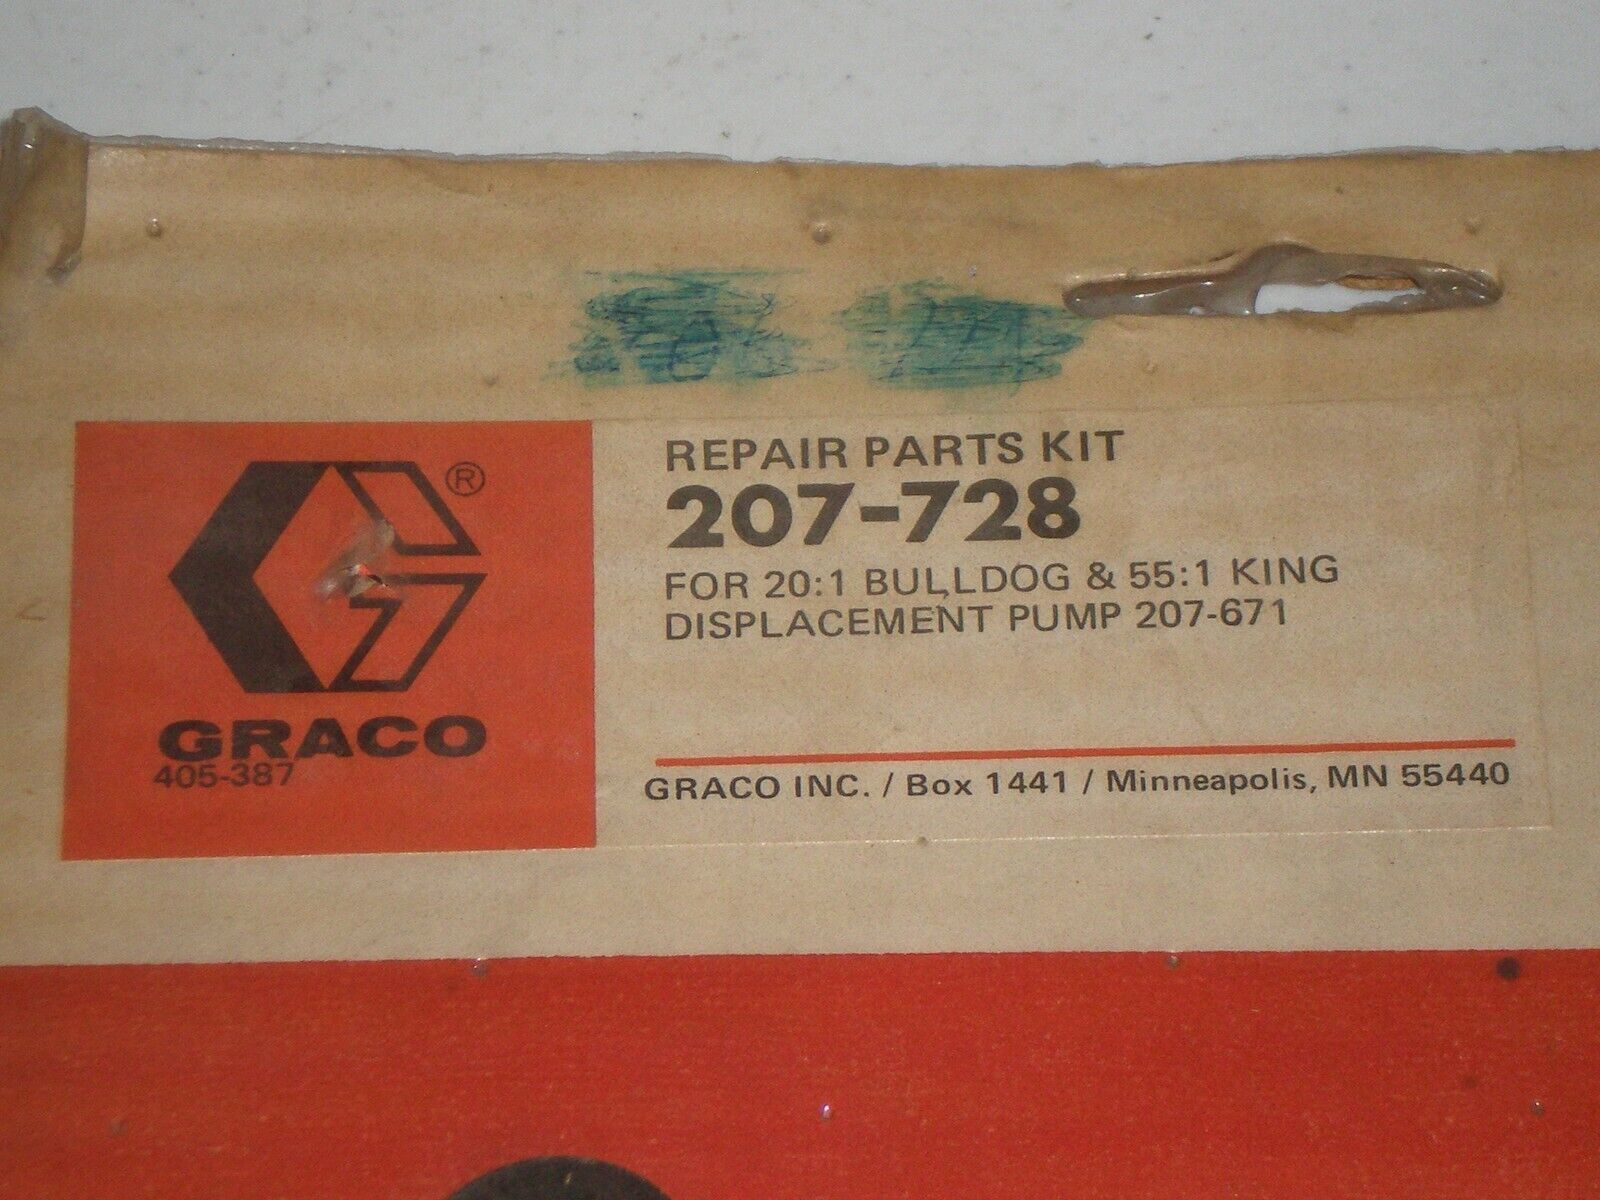 REPAIR PARTS KIT
207-728
FOR 20:1 BULLDOG & 55:1 KING
DISPLACEMENT PUMP 207-671
®
GRACO
405-387
GRACO INC. / Box 1441 / Minneapolis, MN 55440